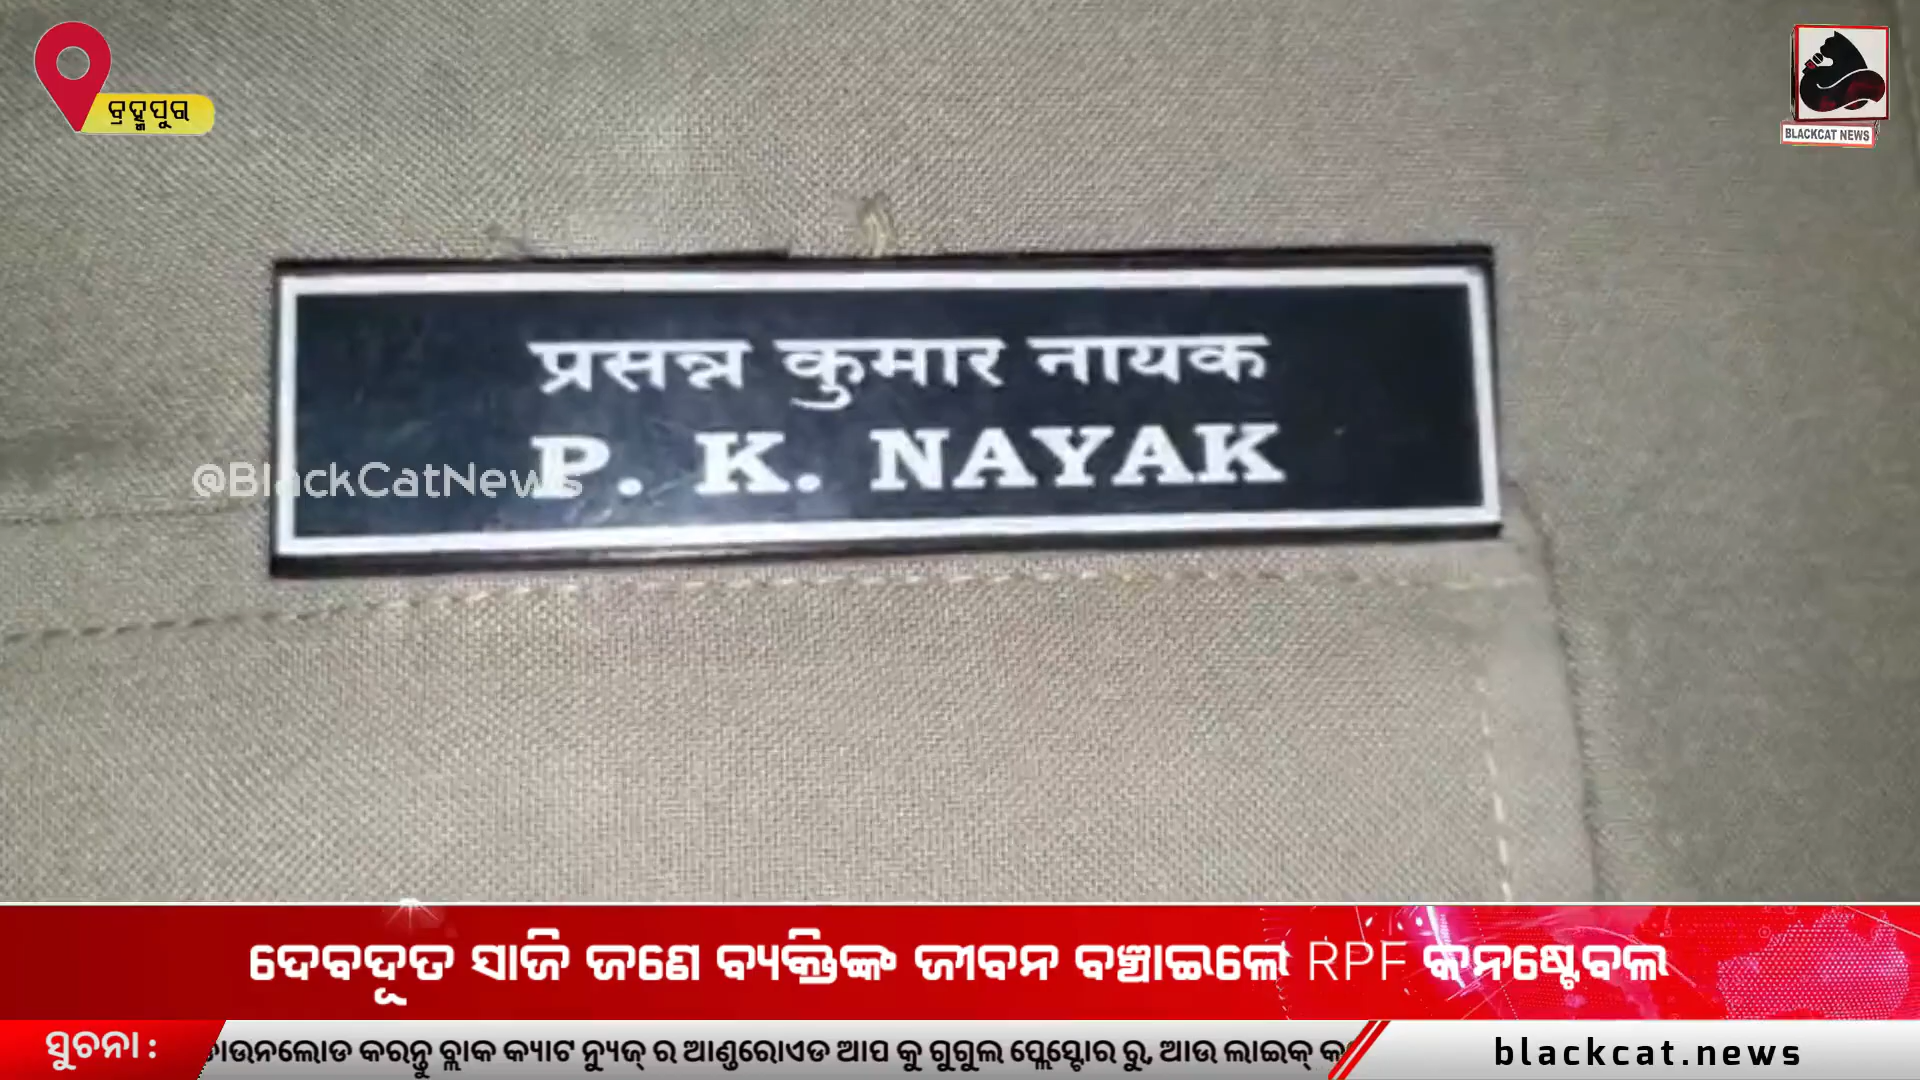 ବ୍ରହ୍ମପୁର
BLACKCAT NEWS
प्रसन्न कुमार नायक
P. K. NAYAK
@BlackCatNews
ଦେବଦୂତ ସାଜି ଜଣେ ବ୍ୟକ୍ତିଙ୍କ ଜୀବନ ବଞ୍ଚାଇଲେ RPF କନଷ୍ଟେବଲ
ସୁଚନା :
କରନ୍ତୁ ବ୍ଲାକ କ୍ୟାଟ ନ୍ୟୁଜ୍ ର ଆଣ୍ଡରୋଏଡ ଆପ କୁ ଗୁଗୁଲ ପ୍ଲେଷ୍ଟୋର ରୁ, ଆଉ ଲାଇକ୍
blackcat.news